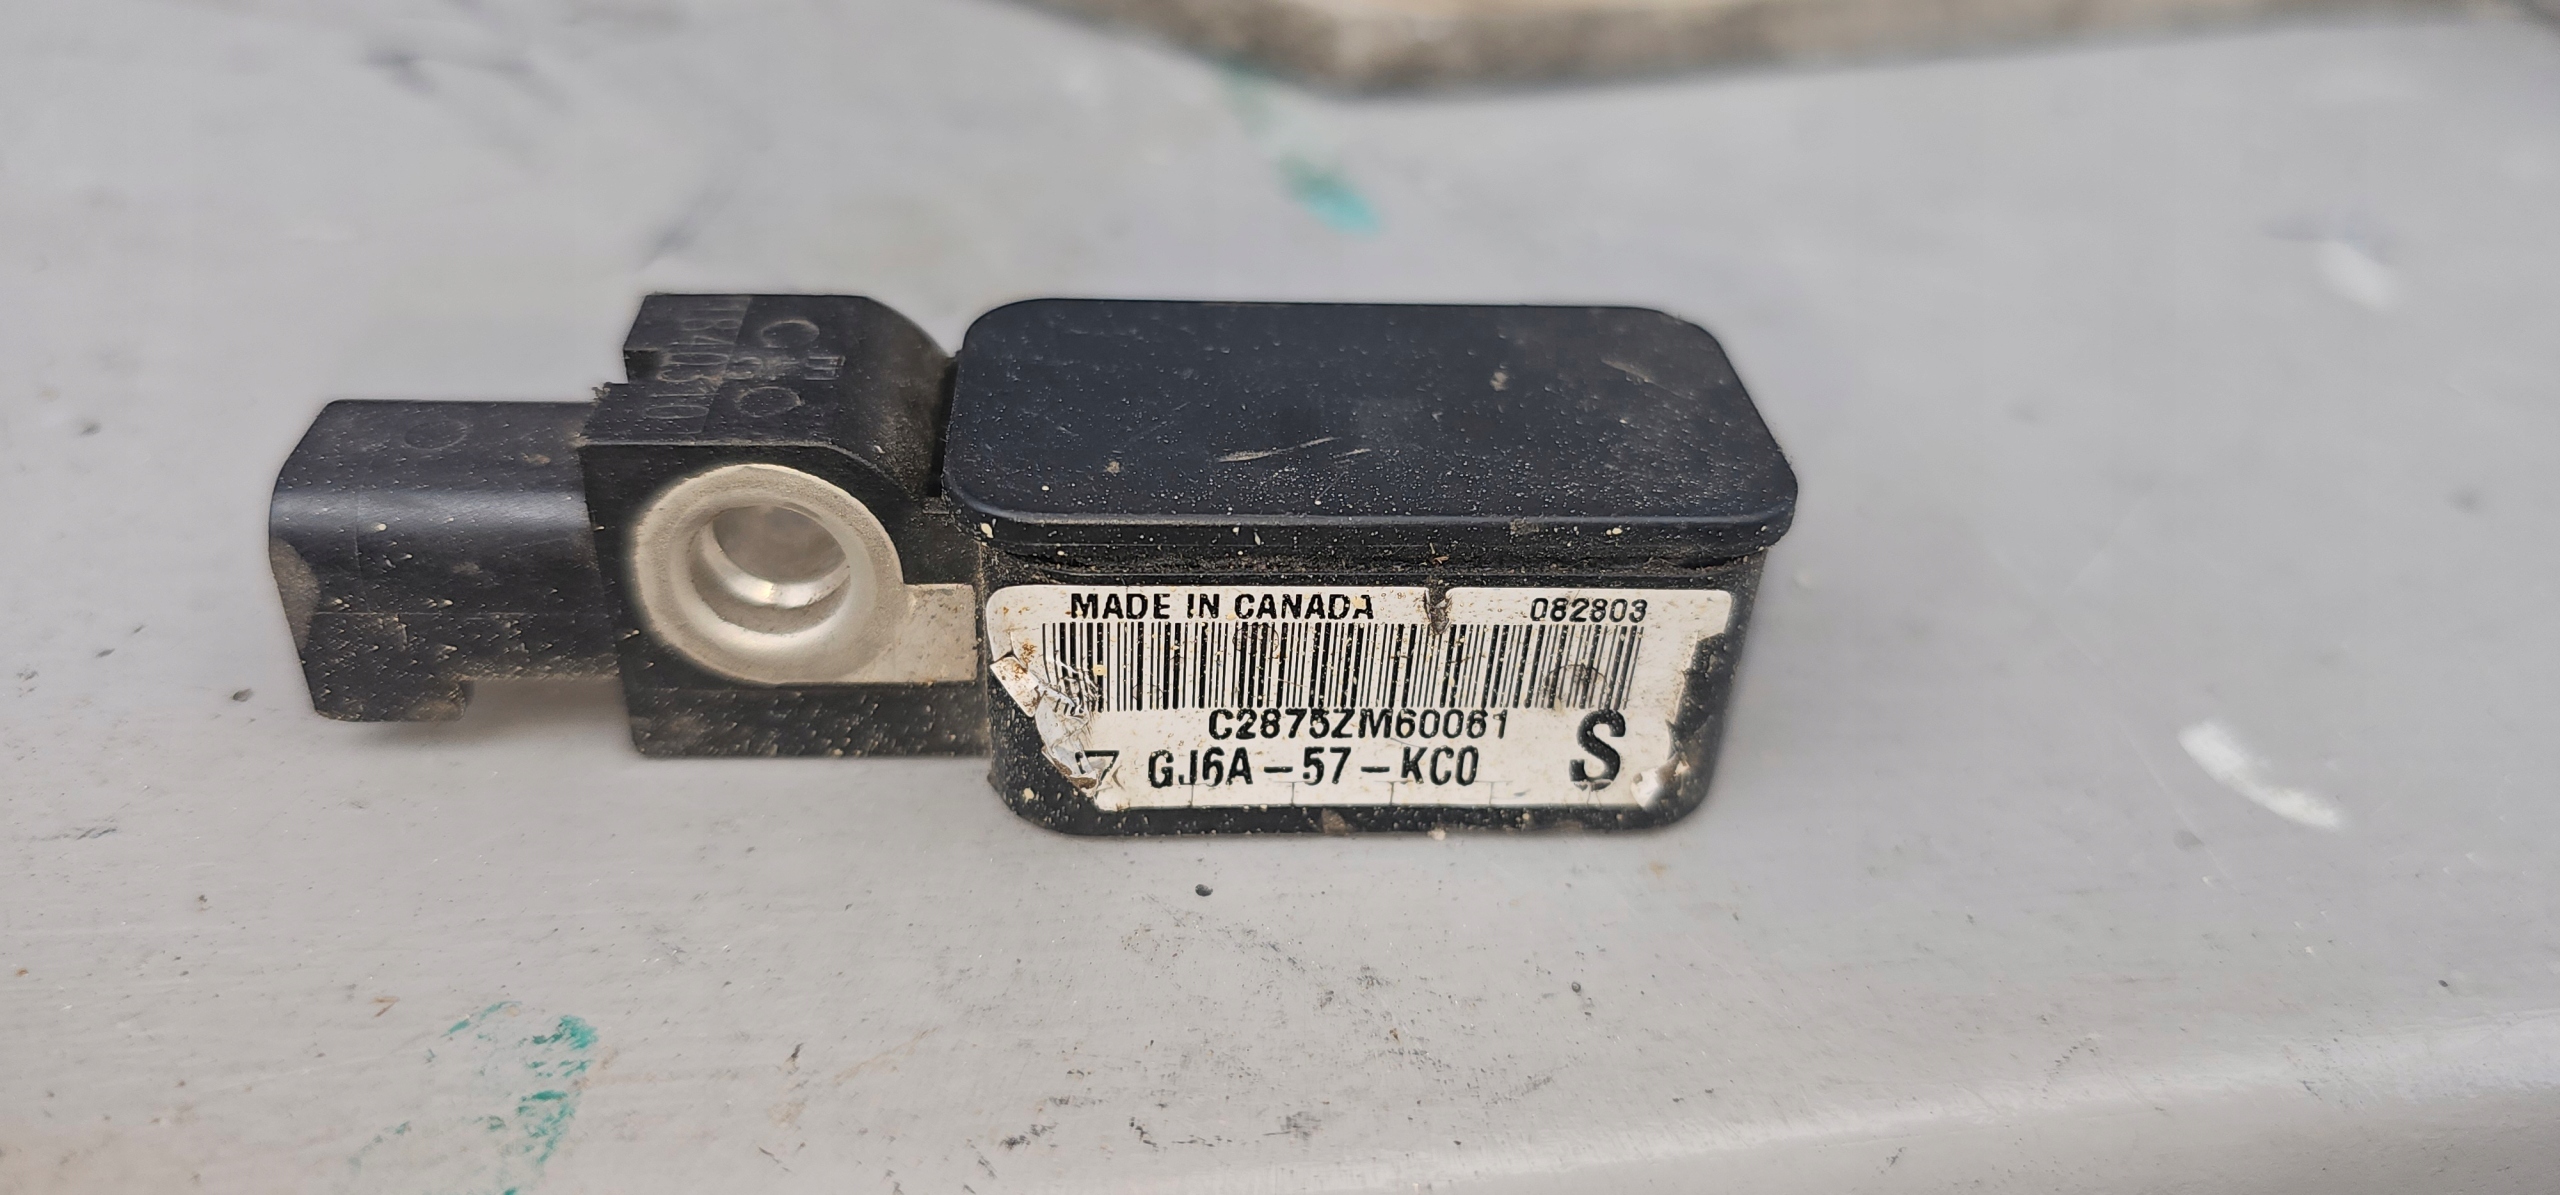 MADE IN CANADA 082803
C2875ZM60061
GJ6A-57-KC0 S